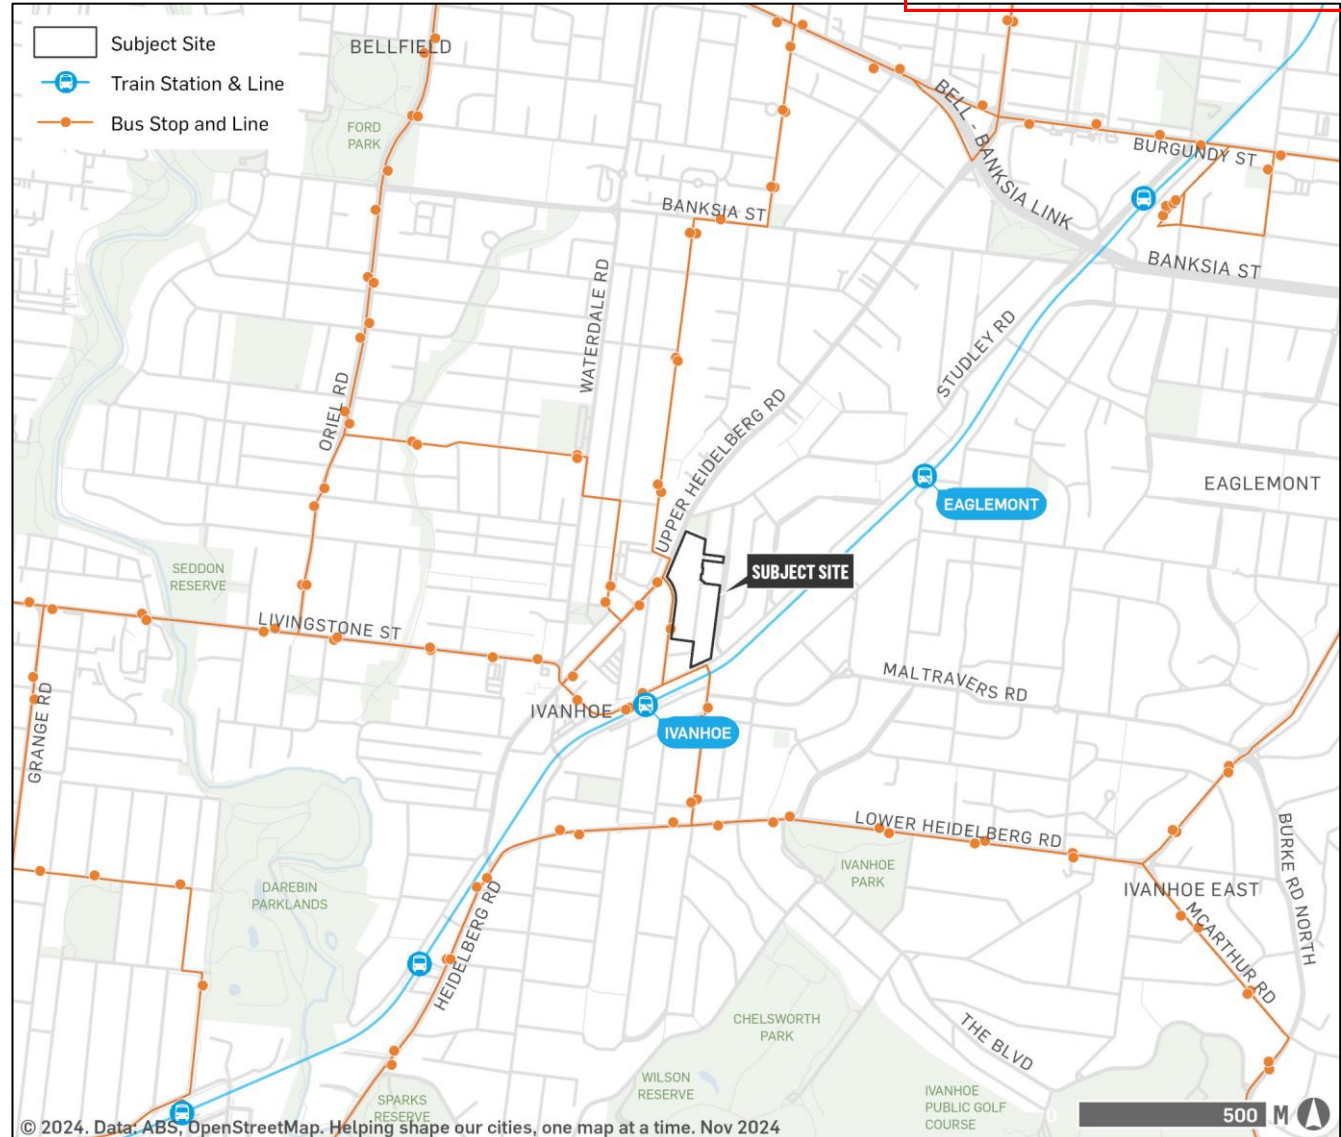 Subject Site
Train Station & Line
Bus Stop and Line
BELLFIELD
FORD
PARK
BELL - BANKSIA LINK
BURGUNDY ST
BANKSIA ST
BANKSIA ST
WATERDALE RD
STUDLEY RD
ORIEL RD
UPPER HEIDELBERG RD
EAGLEMONT
EAGLEMONT
SEDDON
RESERVE
SUBJECT SITE
LIVINGSTONE ST
MALTRAVERS RD
GRANGE RD
IVANHOE
IVANHOE
LOWER HEIDELBERG RD
BURKE RD NORTH
IVANHOE
PARK
IVANHOE EAST
DAREBIN
PARKLANDS
HEIDELBERG RD
MCARTHUR RD
CHELSWORTH
PARK
THE BLVD
WILSON
RESERVE
IVANHOE
PUBLIC GOLF
COURSE
SPARKS
RESERVE
0 500 M
© 2024. Data: ABS, OpenStreetMap. Helping shape our cities, one map at a time. Nov 2024